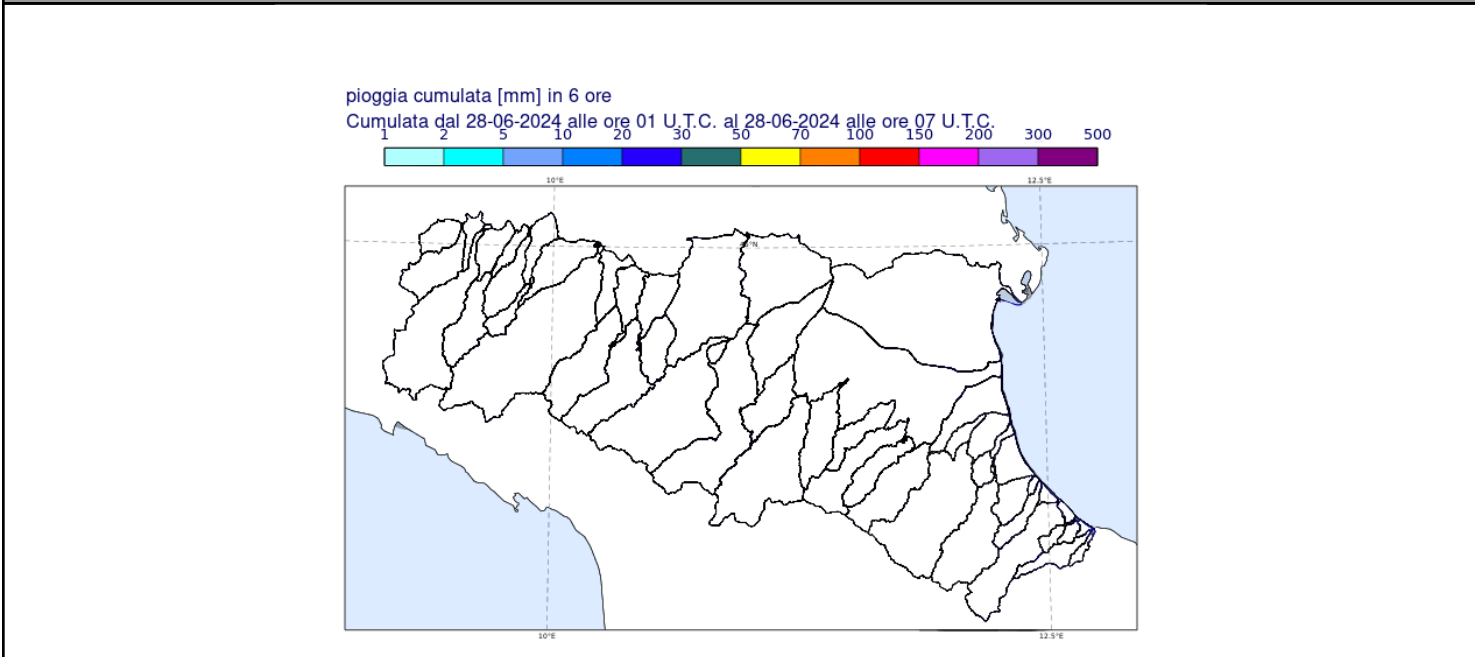 pioggia cumulata [mm] in 6 ore
Cumulata dal 28-06-2024 alle ore 01 U.T.C. al 28-06-2024 alle ore 07 U.T.C.
1 2 5 10 20 30 50 70 100 150 200 300 500
10°E 12.5°E
10°E 12.5°E